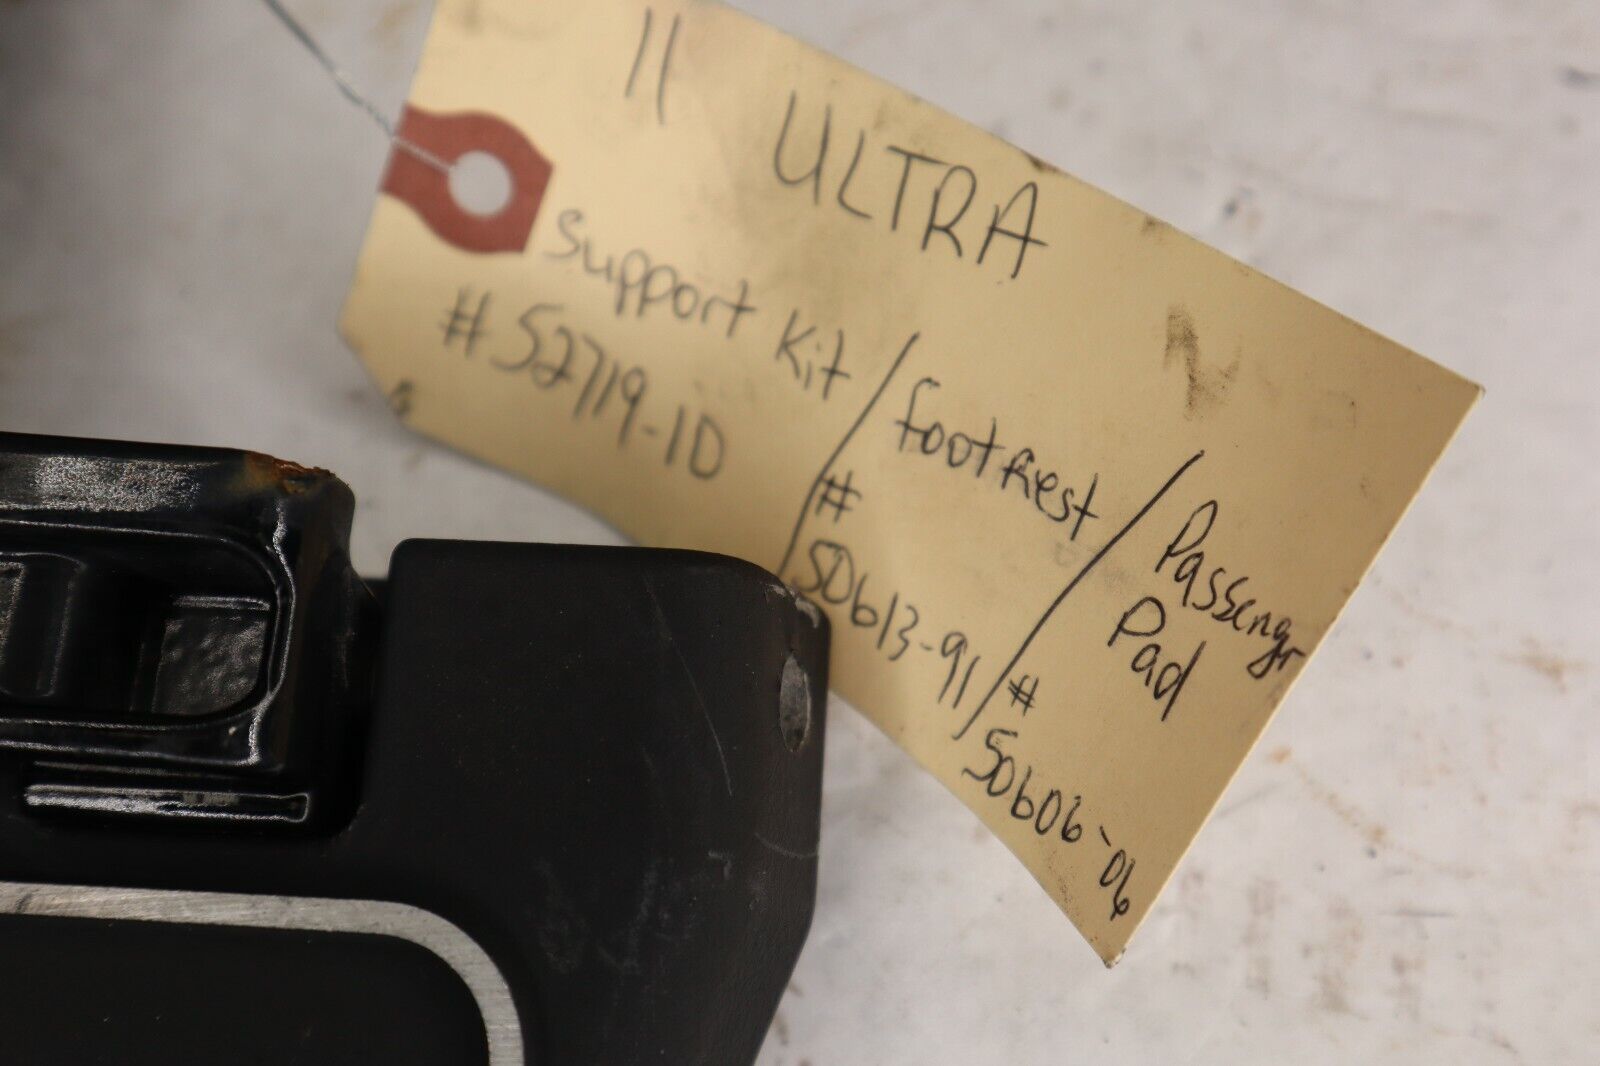 11 ULTRA
Support Kit / footRest / Passengr Pad
#52719-10 / # 50613-91 / # 50606-06